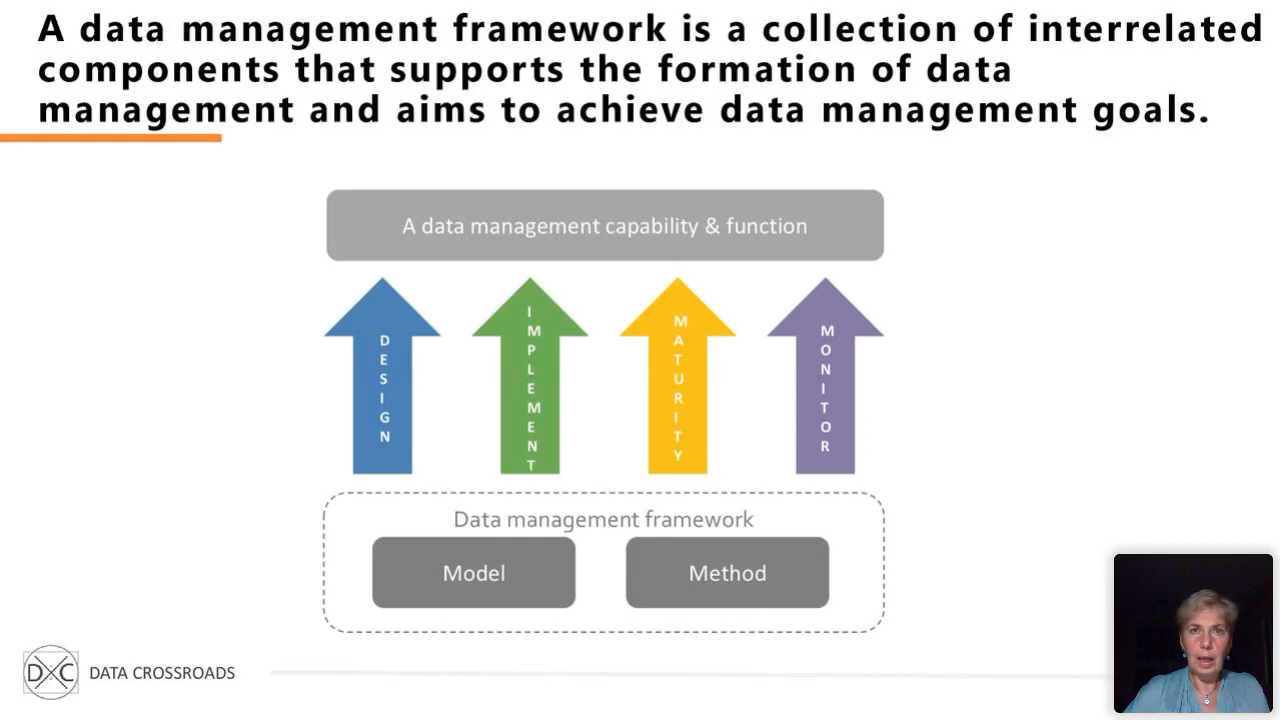 A data management framework is a collection of interrelated
components that supports the formation of data
management and aims to achieve data management goals.
A data management capability & function
DESIGN
IMPLEMENT
MATURITY
MONITOR
Data management framework
Model
Method
DXC DATA CROSSROADS